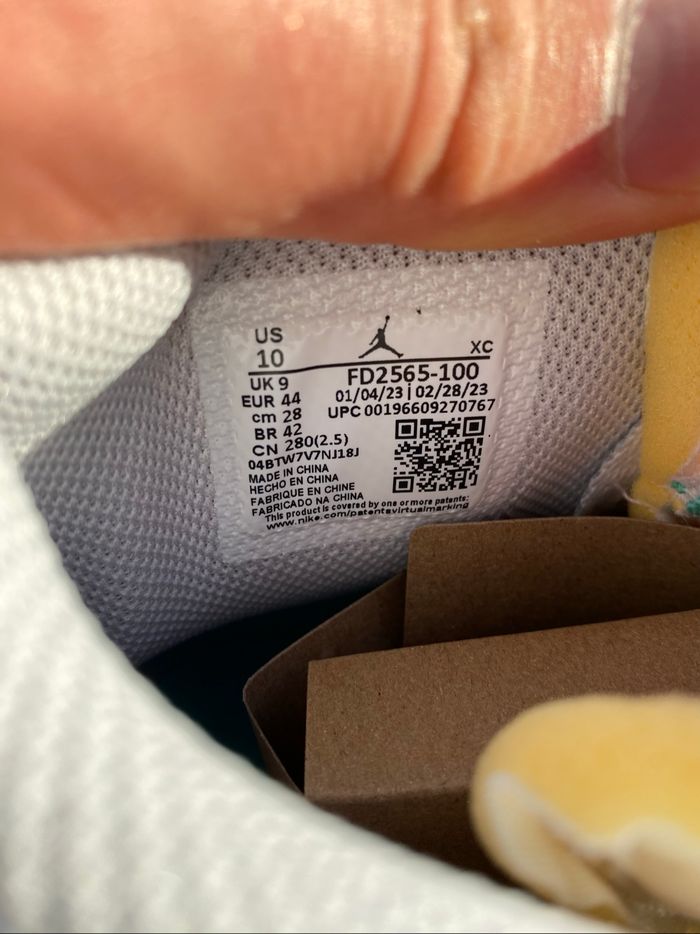 US
10
XC
UK 9
FD2565-100
EUR 44
01/04/23 | 02/28/23
cm 28
UPC 00196609270767
BR 42
CN 280(2.5)
04BTW7V7NJ18J
MADE IN CHINA
HECHO EN CHINA
FABRIQUE EN CHINE
FABRICADO NA CHINA
This product is covered by one or more patents:
www.nike.com/patentsvirtualmarking